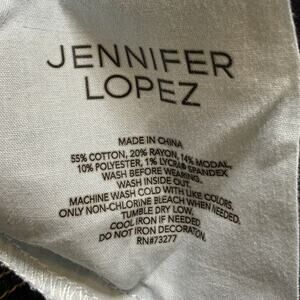 JENNIFER
LOPEZ
MADE IN CHINA
55% COTTON, 20% RAYON, 14% MODAL,
10% POLYESTER, 1% LYCRA® SPANDEX
WASH BEFORE WEARING.
WASH INSIDE OUT.
MACHINE WASH COLD WITH LIKE COLORS.
ONLY NON-CHLORINE BLEACH WHEN NEEDED.
TUMBLE DRY LOW.
COOL IRON IF NEEDED
DO NOT IRON DECORATION.
RN#73277